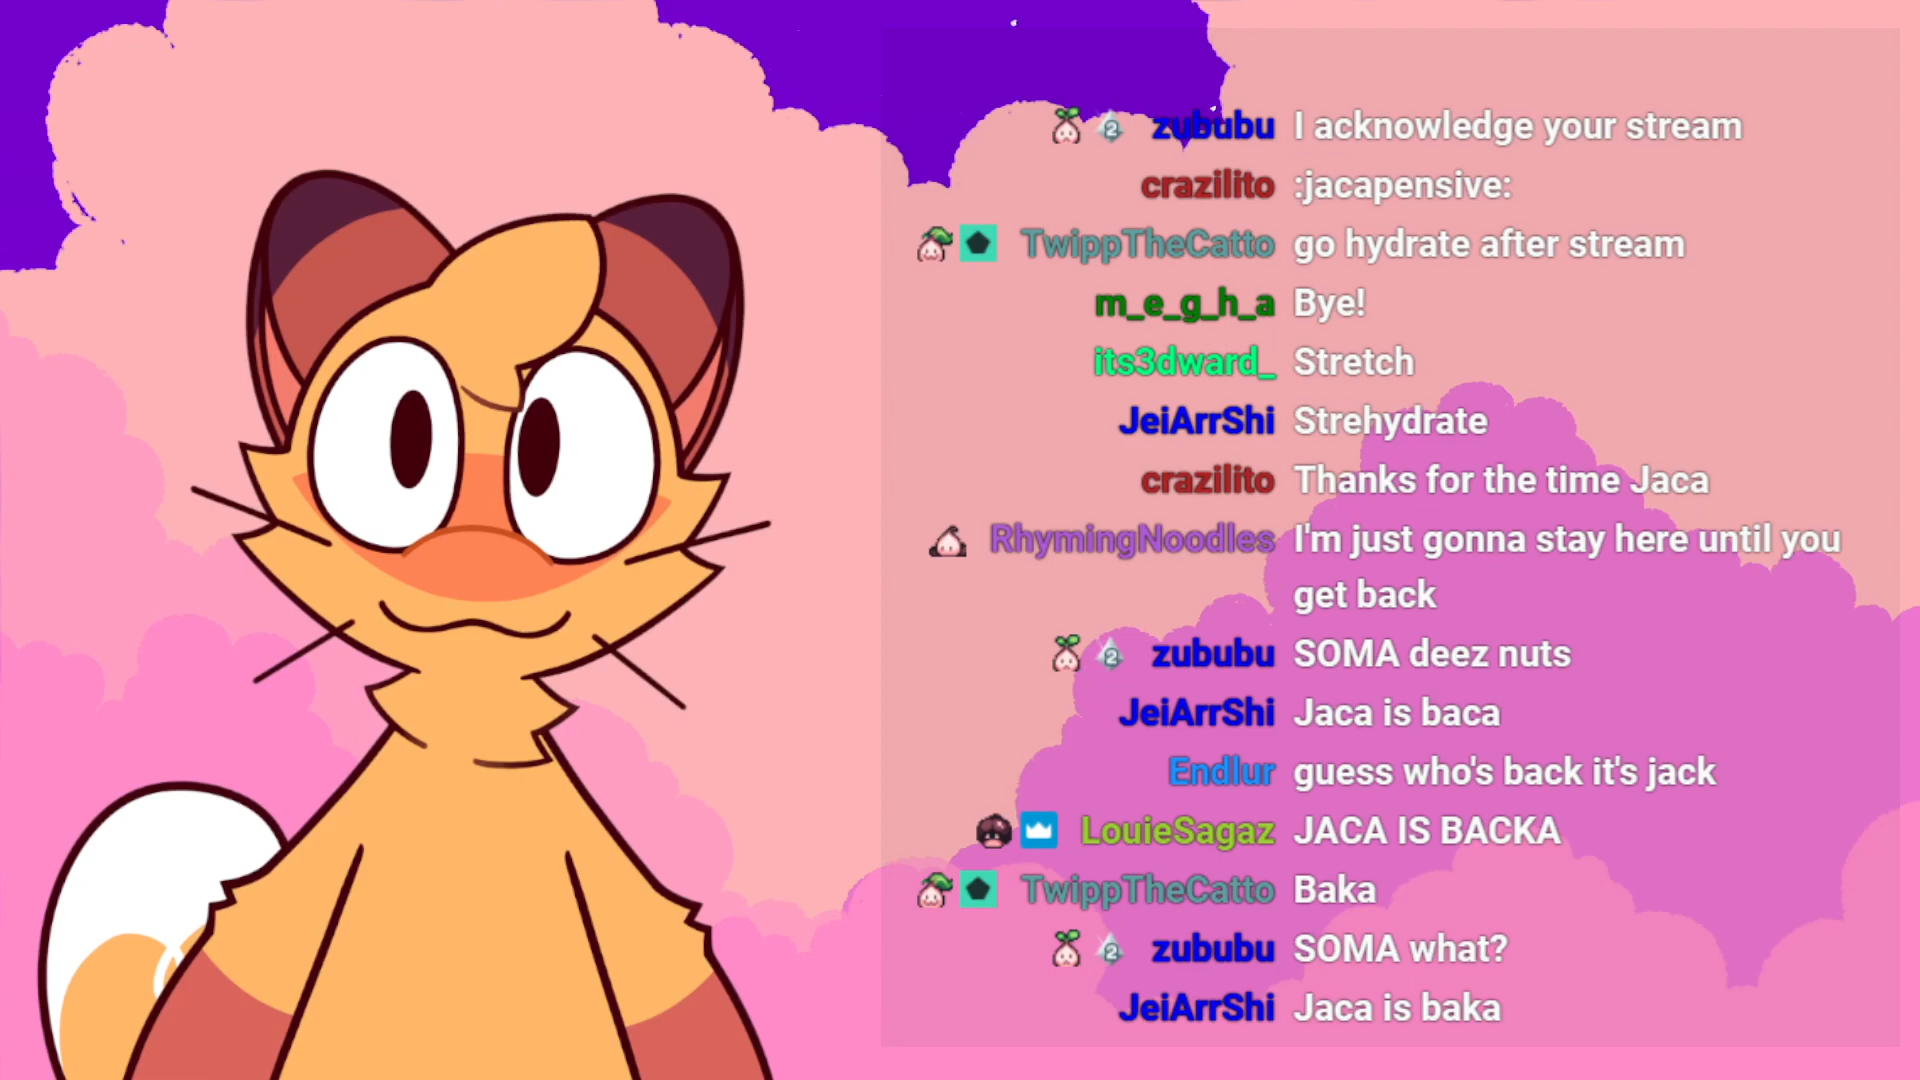 zububu I acknowledge your stream
crazilito :jacapensive:
TwippTheCatto go hydrate after stream
m_e_g_h_a Bye!
its3dward_ Stretch
JeiArrShi Strehydrate
crazilito Thanks for the time Jaca
RhymingNoodles I'm just gonna stay here until you
get back
zububu SOMA deez nuts
JeiArrShi Jaca is baca
Endlur guess who's back it's jack
LouieSagaz JACA IS BACKA
TwippTheCatto Baka
zububu SOMA what?
JeiArrShi Jaca is baka